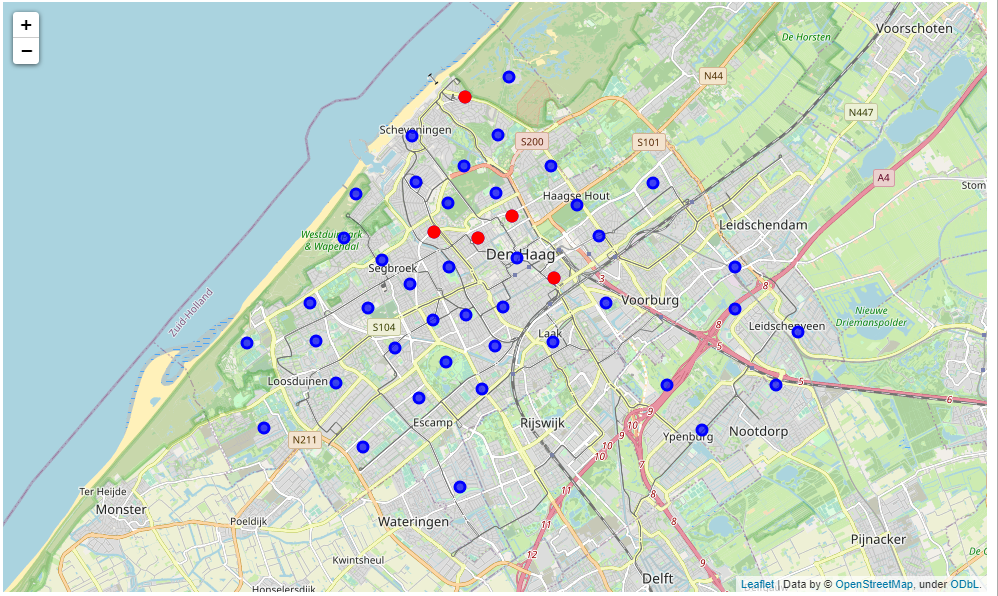 +
−
Voorschoten
De Horsten
N44
N447
Scheveningen
S200
S101
A4
Stom
Haagse Hout
Leidschendam
Westduinpark
& Wapendal
Den Haag
Segbroek
3
8
Zuid-Holland
Voorburg
Nieuwe
Driemanspolder
S104
8
Leidschenveen
Laak
5
Loosduinen
5
6
9
Escamp
Rijswijk
10
9
Nootdorp
Ypenburg
N211
10
10
7
Ter Heijde
11
8
Monster
Poeldijk
Wateringen
11
8
Pijnacker
12
9
De
Kwintsheul
Delft
Honselersdijk
Leaflet | Data by © OpenStreetMap, under ODbL.